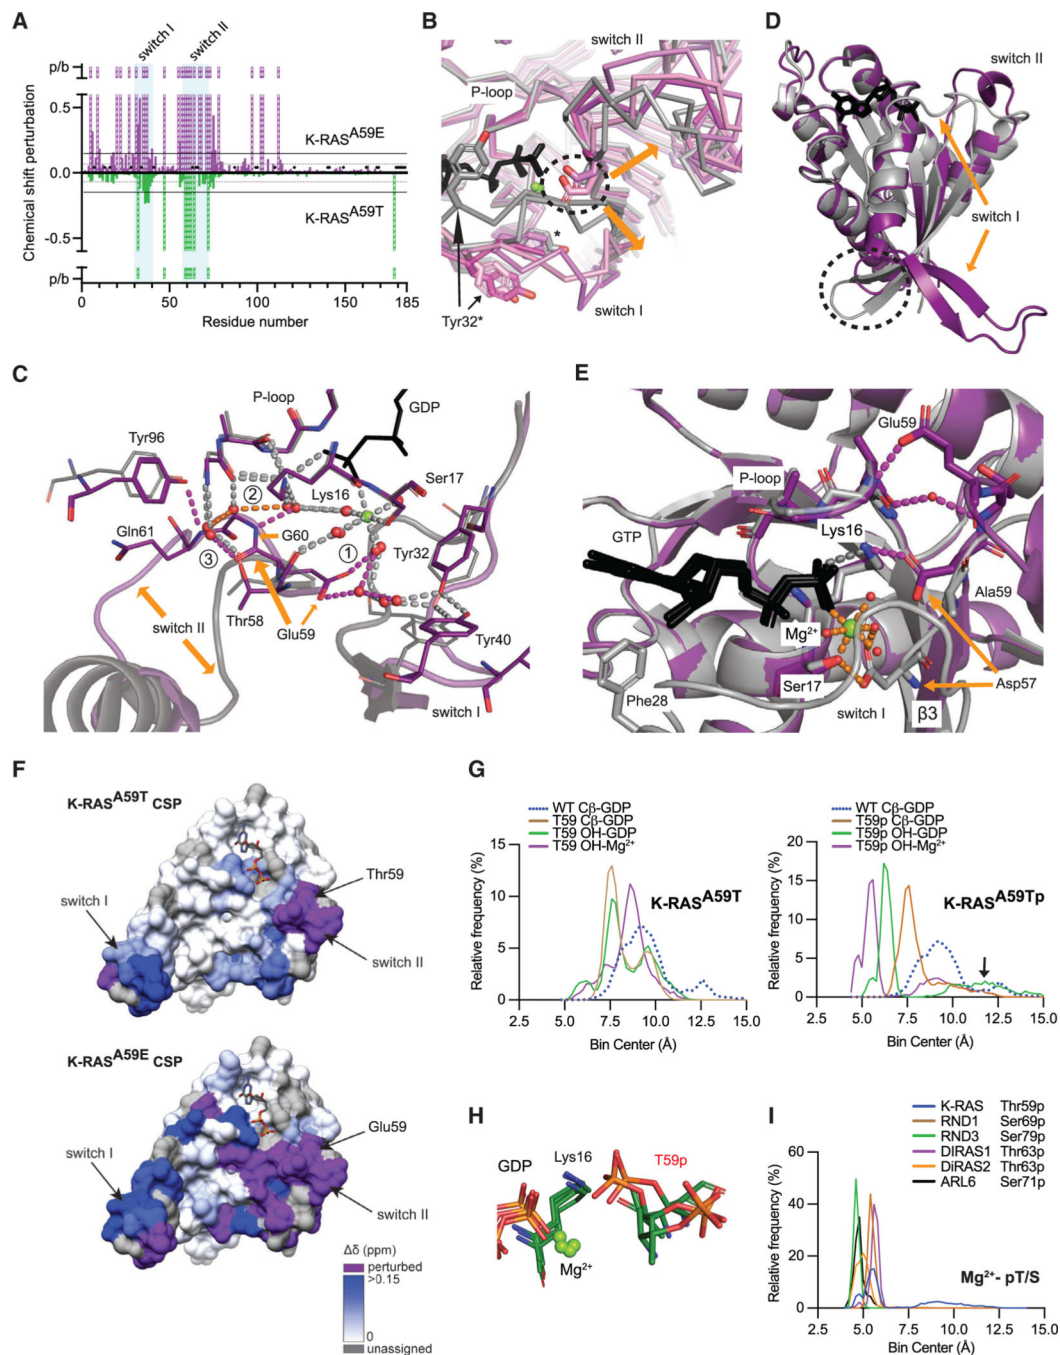 A
switch I
switch II
p/b
0.5
K-RAS^A59E
0.0
K-RAS^A59T
-0.5
p/b
0 50 100 150 185
Residue number
Chemical shift perturbation
B
switch II
P-loop
*
Tyr32*
switch I
D
switch II
switch I
C
P-loop
GDP
Tyr96
Lys16
Ser17
②
①
Gln61
G60
Tyr32
③
Thr58
Glu59
switch II
Tyr40
switch I
E
Glu59
P-loop
Lys16
GTP
Ala59
Mg²⁺
Ser17
Asp57
Phe28
switch I
β3
F
K-RAS^A59T CSP
Thr59
switch I
switch II
K-RAS^A59E CSP
Glu59
switch I
switch II
Δδ (ppm)
perturbed
>0.15
0
unassigned
G
WT Cβ-GDP
T59 Cβ-GDP
T59 OH-GDP
T59 OH-Mg²⁺
15
K-RAS^A59T
10
5
0
2.5 5.0 7.5 10.0 12.5 15.0
Bin Center (Å)
Relative frequency (%)
WT Cβ-GDP
T59p Cβ-GDP
T59p OH-GDP
T59p OH-Mg²⁺
20
K-RAS^A59Tp
15
10
5
0
2.5 5.0 7.5 10.0 12.5 15.0
Bin Center (Å)
Relative frequency (%)
H
Lys16
T59p
GDP
Mg²⁺
I
K-RAS Thr59p
RND1 Ser69p
RND3 Ser79p
DIRAS1 Thr63p
DiRAS2 Thr63p
ARL6 Ser71p
60
40
20
0
Mg²⁺- pT/S
2.5 5.0 7.5 10.0 12.5 15.0
Bin Center (Å)
Relative frequency (%)